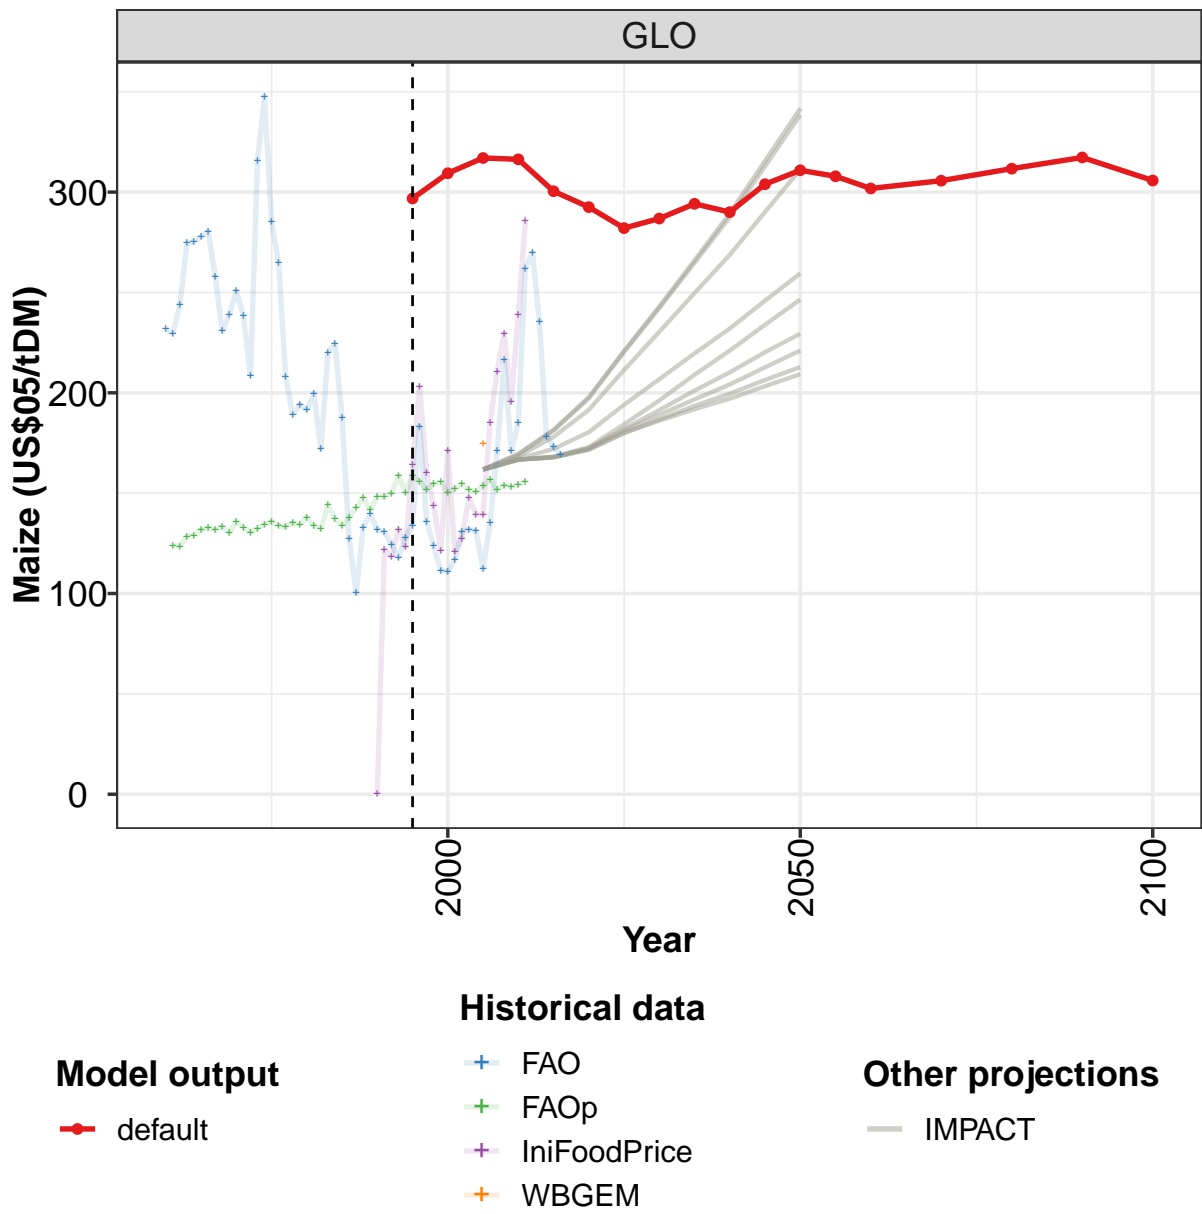 GLO
Maize (US$05/tDM)
300
200
100
0
2000
2050
2100
Year
Historical data
FAO
FAOp
IniFoodPrice
WBGEM
Model output
default
Other projections
IMPACT